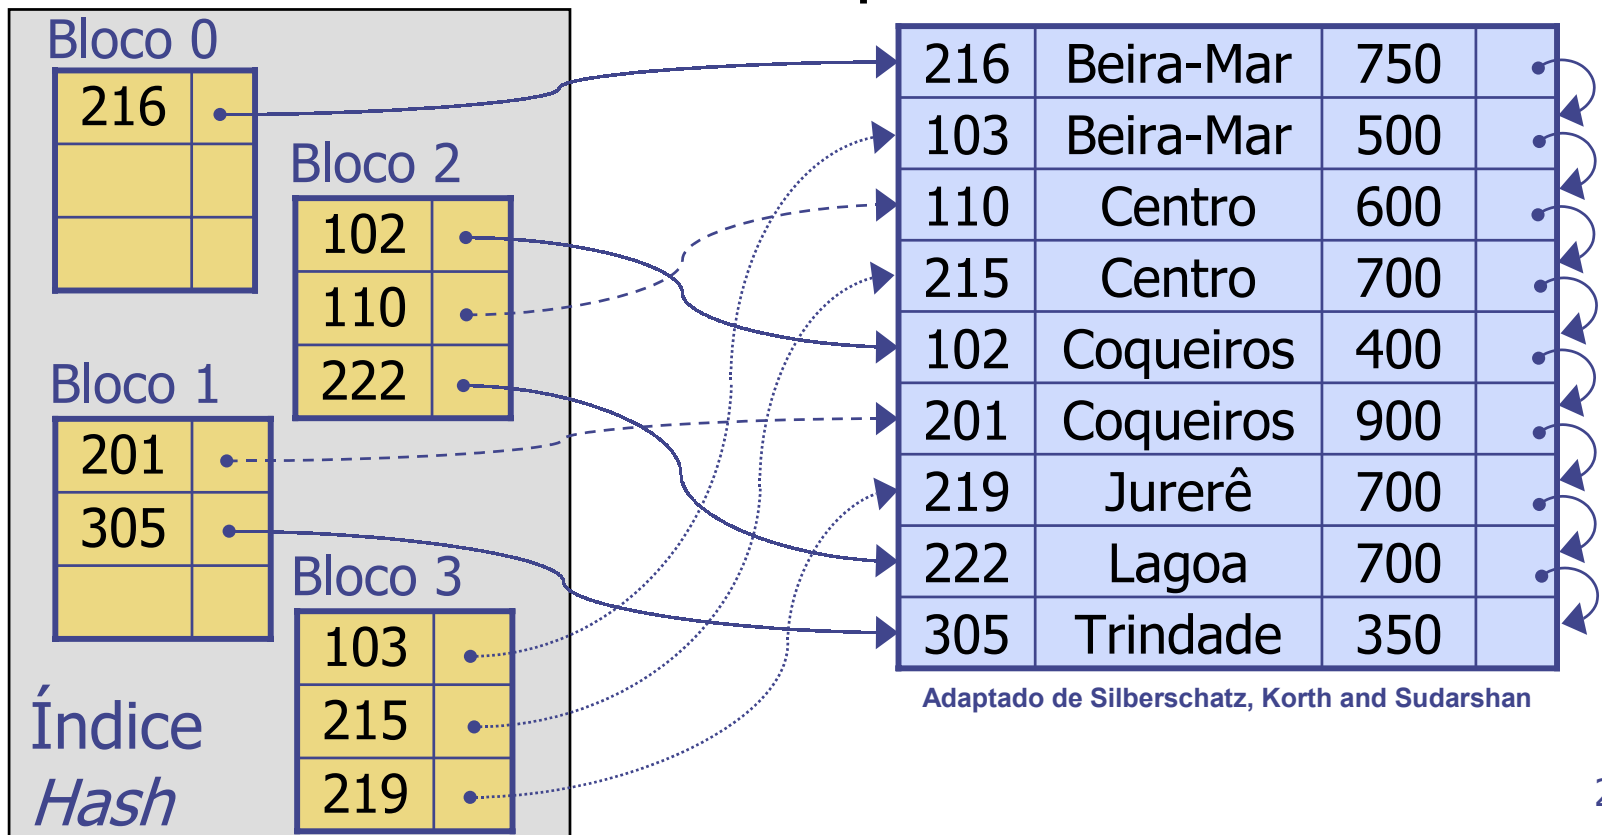 Bloco 0
216
Bloco 2
102
110
222
Bloco 1
201
305
Bloco 3
103
215
219
Índice
Hash
216 Beira-Mar 750
103 Beira-Mar 500
110 Centro 600
215 Centro 700
102 Coqueiros 400
201 Coqueiros 900
219 Jurerê 700
222 Lagoa 700
305 Trindade 350
Adaptado de Silberschatz, Korth and Sudarshan